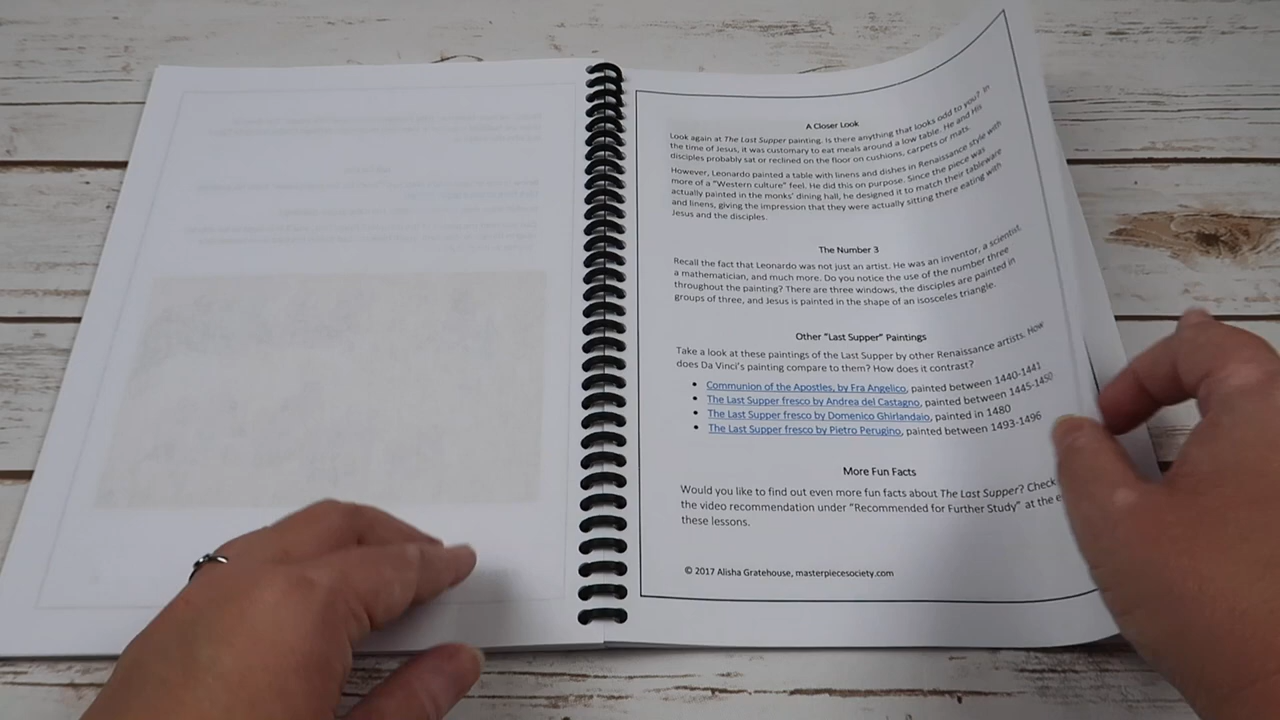 A Closer Look
Look again at The Last Supper painting. Is there anything that looks odd to you? In
the time of Jesus, it was customary to eat meals around a low table. He and His
disciples probably sat or reclined on the floor on cushions, carpets or mats.
However, Leonardo painted a table with linens and dishes in Renaissance style with
more of a "Western culture" feel. He did this on purpose. Since the piece was
actually painted in the monks' dining hall, he designed it to match their tableware
and linens, giving the impression that they were actually sitting there eating with
Jesus and the disciples.
The Number 3
Recall the fact that Leonardo was not just an artist. He was an inventor, a scientist,
a mathematician, and much more. Do you notice the use of the number three
throughout the painting? There are three windows, the disciples are painted in
groups of three, and Jesus is painted in the shape of an isosceles triangle.
Other "Last Supper" Paintings
Take a look at these paintings of the Last Supper by other Renaissance artists. How
does Da Vinci's painting compare to them? How does it contrast?
• Communion of the Apostles, by Fra Angelico, painted between 1440-1441
• The Last Supper fresco by Andrea del Castagno, painted between 1445-1450
• The Last Supper fresco by Domenico Ghirlandaio, painted in 1480
• The Last Supper fresco by Pietro Perugino, painted between 1493-1496
More Fun Facts
Would you like to find out even more fun facts about The Last Supper? Check
the video recommendation under "Recommended for Further Study" at the
these lessons.
© 2017 Alisha Gratehouse, masterpiecesociety.com